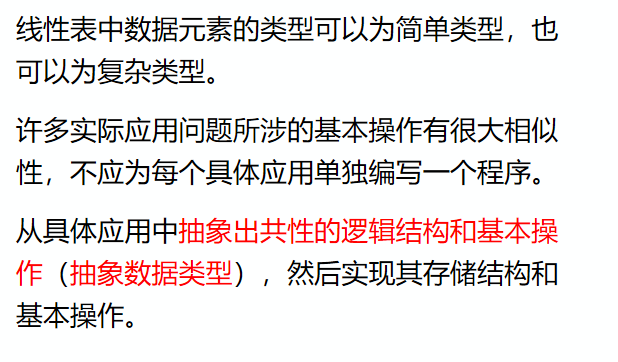 线性表中数据元素的类型可以为简单类型，也
可以为复杂类型。
许多实际应用问题所涉的基本操作有很大相似
性，不应为每个具体应用单独编写一个程序。
从具体应用中抽象出共性的逻辑结构和基本操
作（抽象数据类型），然后实现其存储结构和
基本操作。